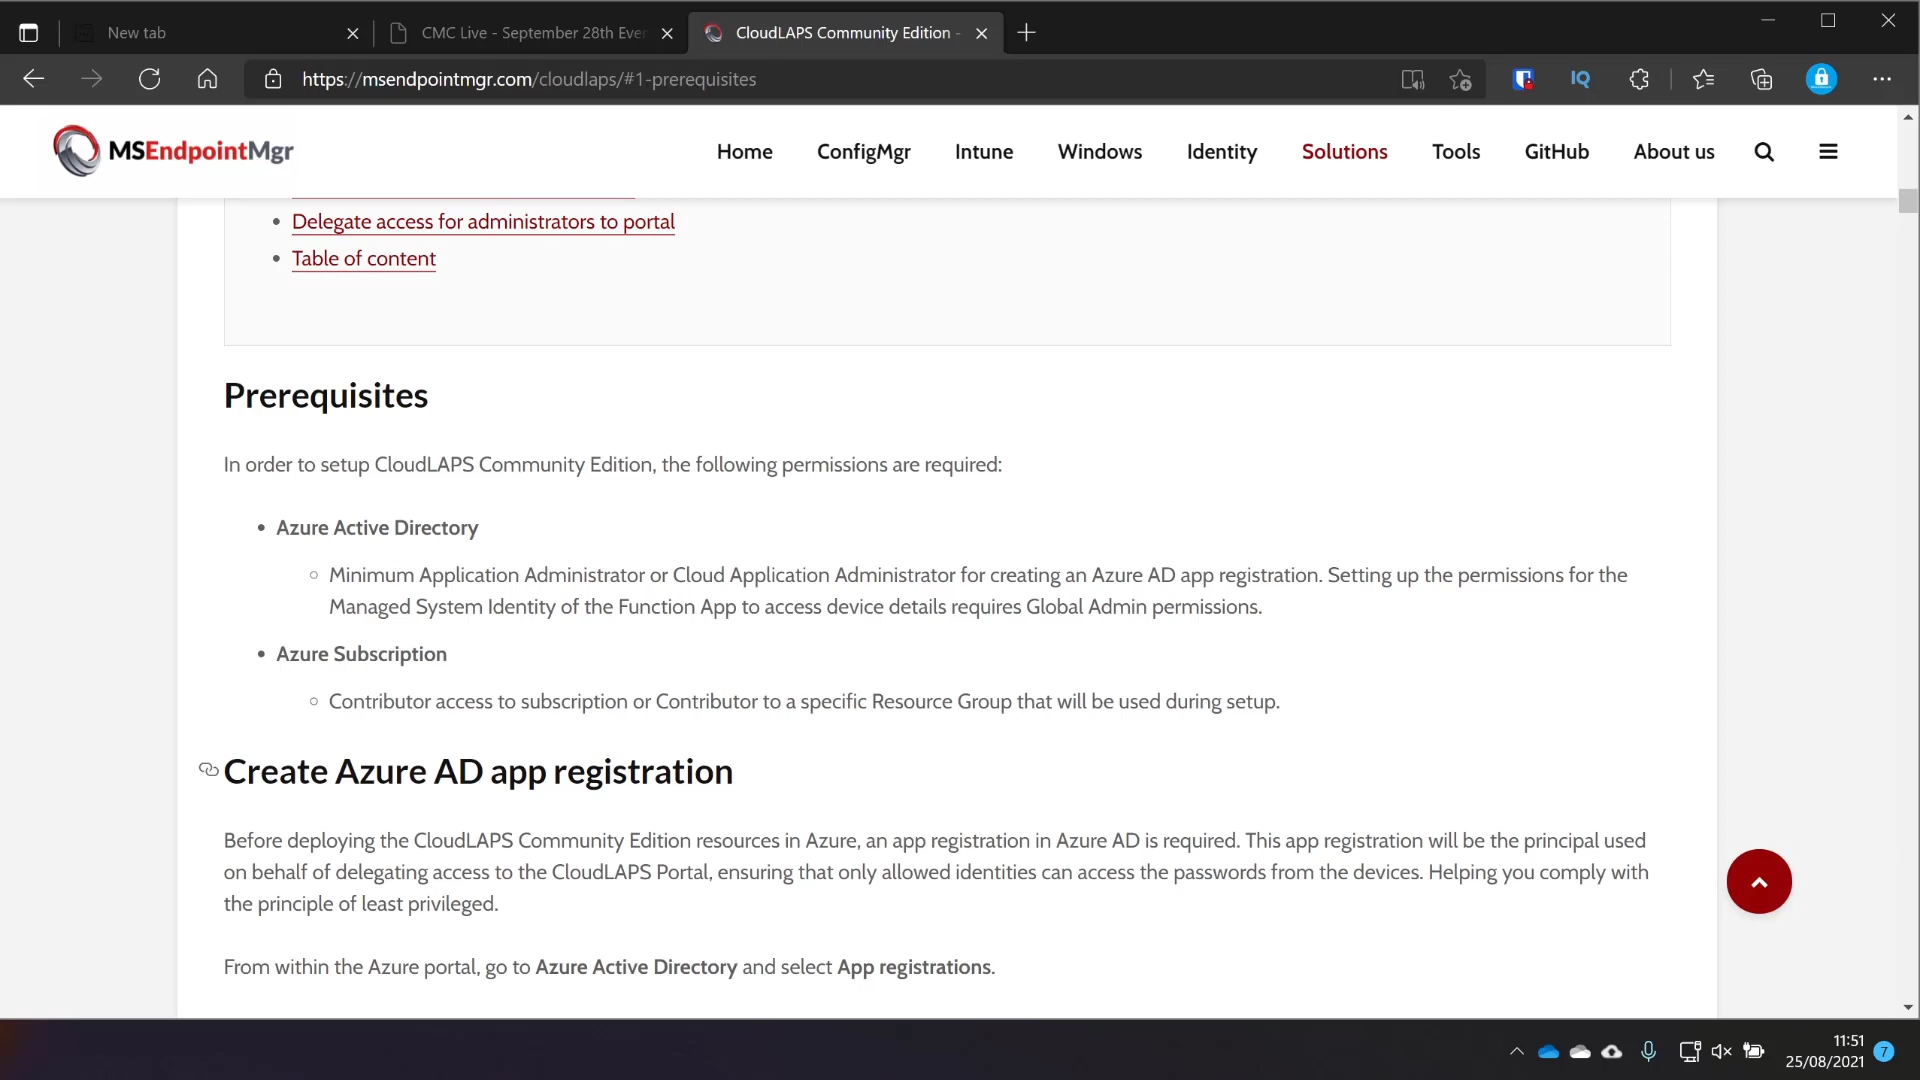 New tab
CMC Live - September 28th Ever
CloudLAPS Community Edition -
https://msendpointmgr.com/cloudlaps/#1-prerequisites
IQ
MSEndpointMgr
Home
ConfigMgr
Intune
Windows
Identity
Solutions
Tools
GitHub
About us
Delegate access for administrators to portal
Table of content
Prerequisites
In order to setup CloudLAPS Community Edition, the following permissions are required:
Azure Active Directory
Minimum Application Administrator or Cloud Application Administrator for creating an Azure AD app registration. Setting up the permissions for the
Managed System Identity of the Function App to access device details requires Global Admin permissions.
Azure Subscription
Contributor access to subscription or Contributor to a specific Resource Group that will be used during setup.
Create Azure AD app registration
Before deploying the CloudLAPS Community Edition resources in Azure, an app registration in Azure AD is required. This app registration will be the principal used
on behalf of delegating access to the CloudLAPS Portal, ensuring that only allowed identities can access the passwords from the devices. Helping you comply with
the principle of least privileged.
From within the Azure portal, go to Azure Active Directory and select App registrations.
11:51
25/08/2021
7